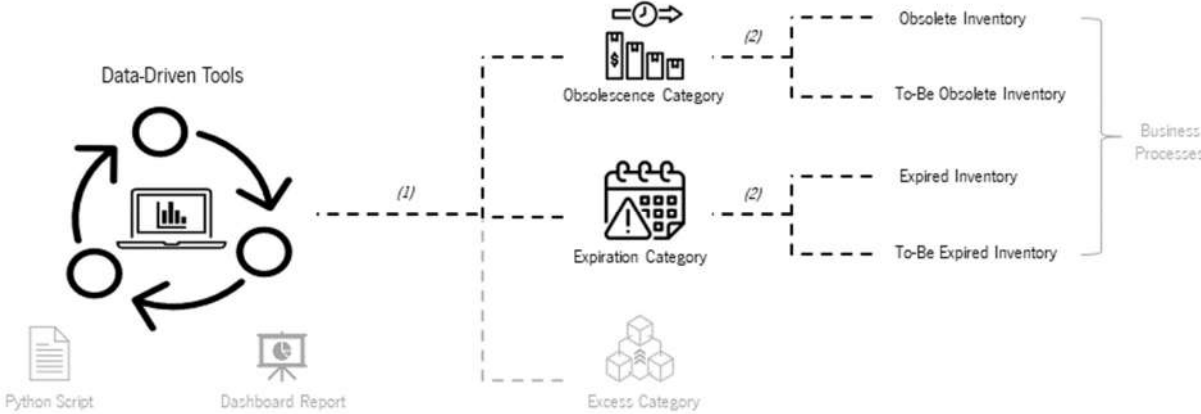 Data-Driven Tools
Python Script
Dashboard Report
(1)
$
Obsolescence Category
(2)
Obsolete Inventory
To-Be Obsolete Inventory
Expiration Category
(2)
Expired Inventory
To-Be Expired Inventory
Excess Category
Business
Processes